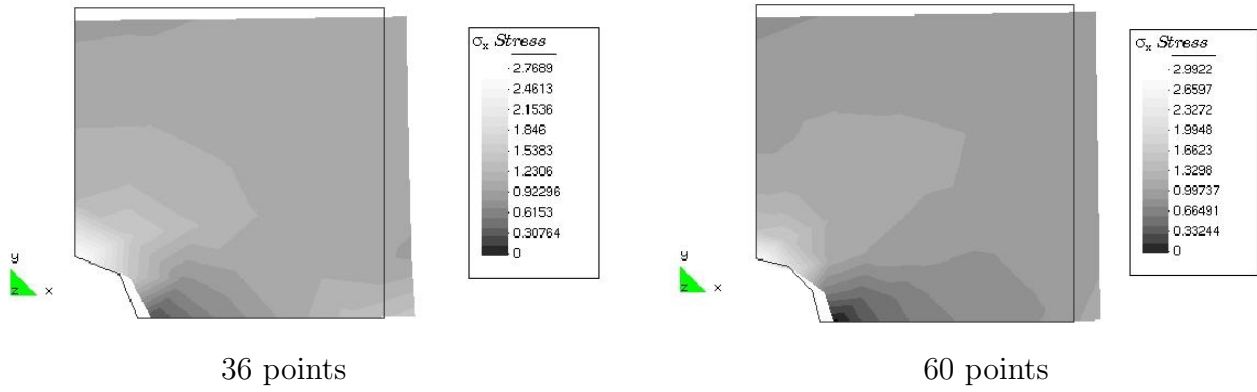 σx Stress
2.7689
2.4613
2.1536
1.846
1.5383
1.2306
0.92296
0.6153
0.30764
0
y
z x
36 points
σx Stress
2.9922
2.6597
2.3272
1.9948
1.6623
1.3298
0.99737
0.66491
0.33244
0
y
z x
60 points